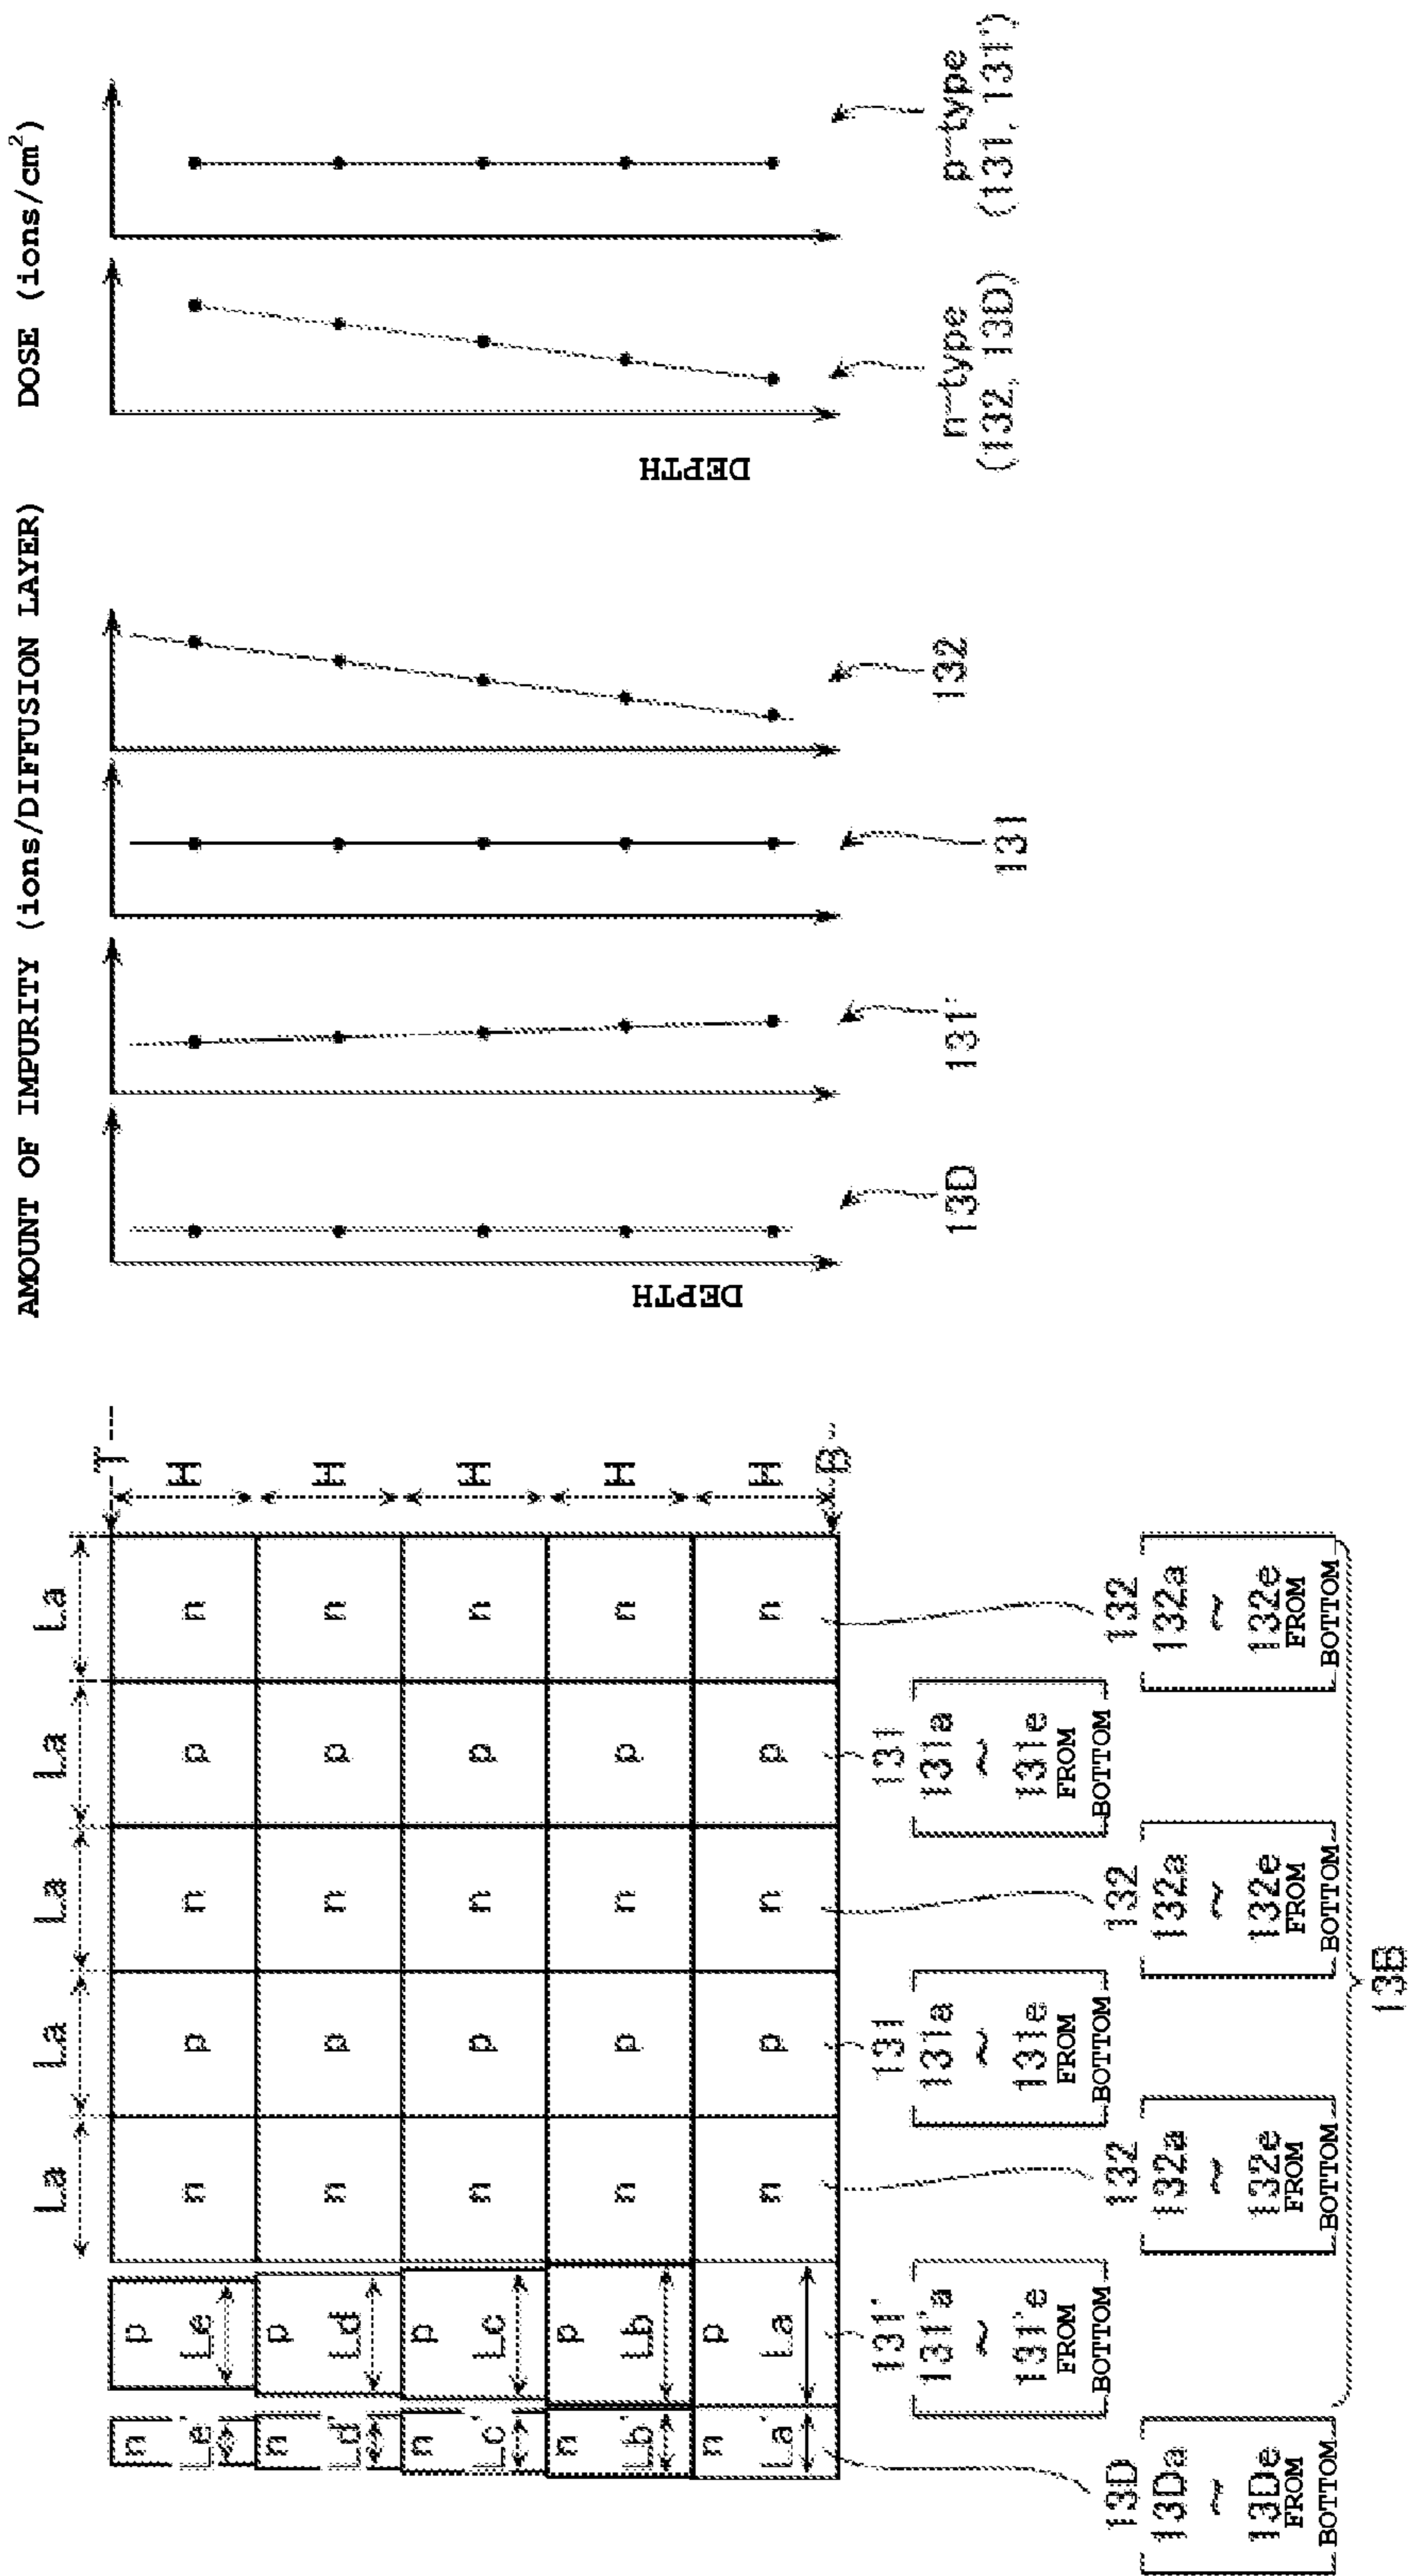 AMOUNT OF IMPURITY (ions/DIFFUSION LAYER) DOSE (ions/cm²)
La La La La La
T
n p n p n p n H
Le' Le
n p n p n p n H
Ld' Ld
n p n p n p n H
Lc' Lc
n p n p n p n H
Lb' Lb
n p n p n p n H
La' La
B
DEPTH
DEPTH
131' 131 131
131'a 131a 131a
~ ~ ~
131'e 131e 131e
FROM FROM FROM
BOTTOM BOTTOM BOTTOM
13D 132 132 132
13Da 132a 132a 132a
~ ~ ~ ~
13De 132e 132e 132e
FROM FROM FROM FROM
BOTTOM BOTTOM BOTTOM BOTTOM
13B
13D 131' 131 132
n-type p-type
(132, 13D) (131, 131')